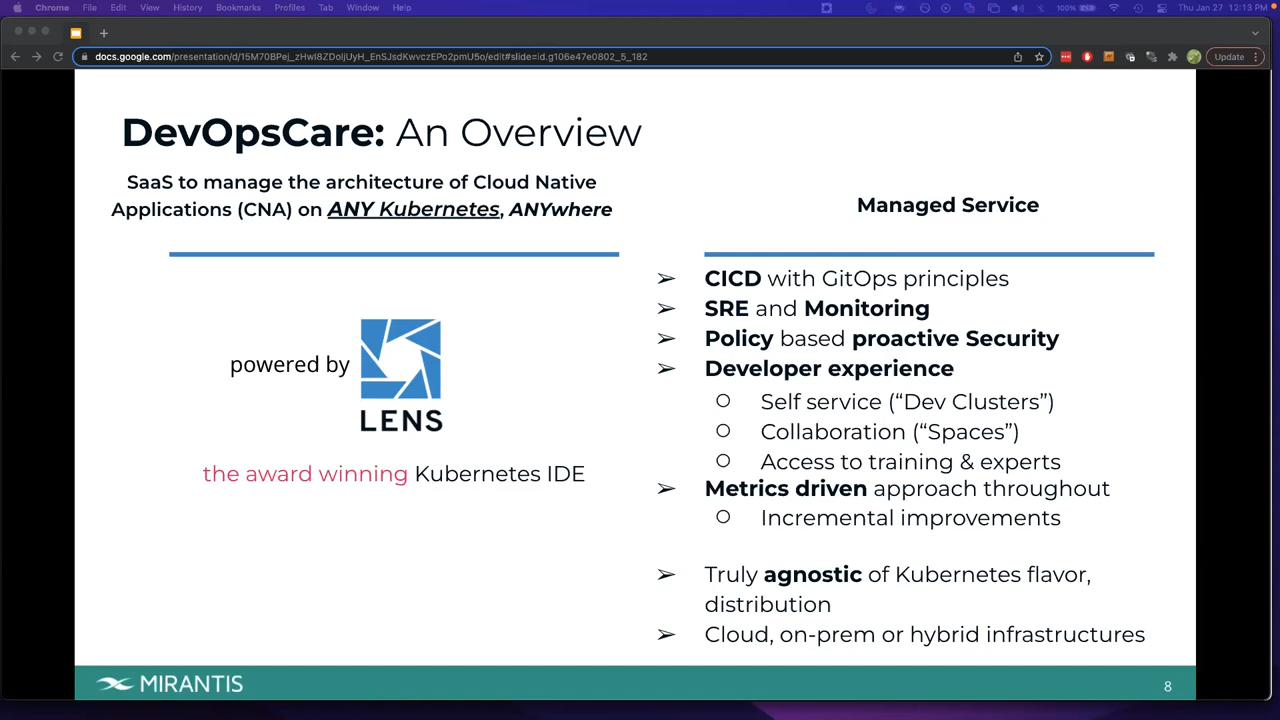 Chrome File Edit View History Bookmarks Profiles Tab Window Help 100% Thu Jan 27 12:13 PM
docs.google.com/presentation/d/15M70BPej_zHwI8ZDoljUyH_EnSJsdKwvczEPo2pmU5o/edit#slide=id.g106e47e0802_5_182
Update
DevOpsCare: An Overview
SaaS to manage the architecture of Cloud Native
Applications (CNA) on ANY Kubernetes, ANYwhere
powered by
LENS
the award winning Kubernetes IDE
Managed Service
➢ CICD with GitOps principles
➢ SRE and Monitoring
➢ Policy based proactive Security
➢ Developer experience
○ Self service (“Dev Clusters”)
○ Collaboration (“Spaces”)
○ Access to training & experts
➢ Metrics driven approach throughout
○ Incremental improvements
➢ Truly agnostic of Kubernetes flavor,
distribution
➢ Cloud, on-prem or hybrid infrastructures
MIRANTIS
8